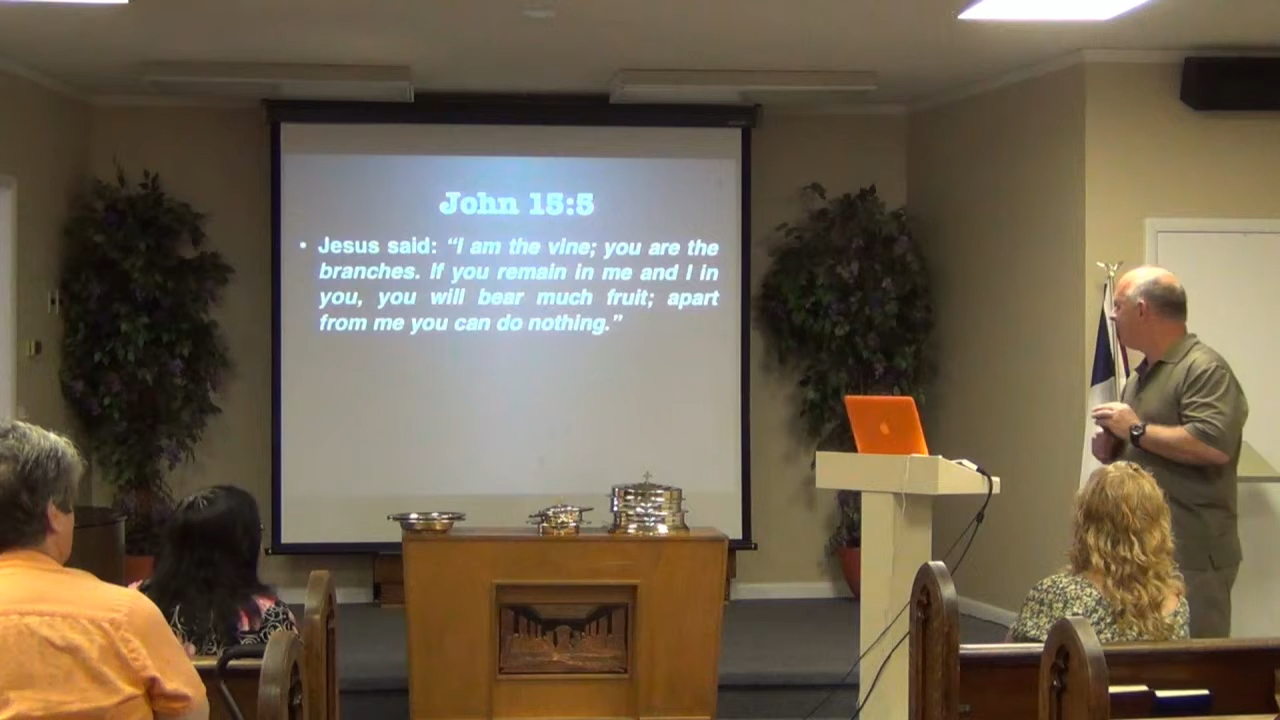 John 15:5
• Jesus said: “I am the vine; you are the
branches. If you remain in me and I in
you, you will bear much fruit; apart
from me you can do nothing.”